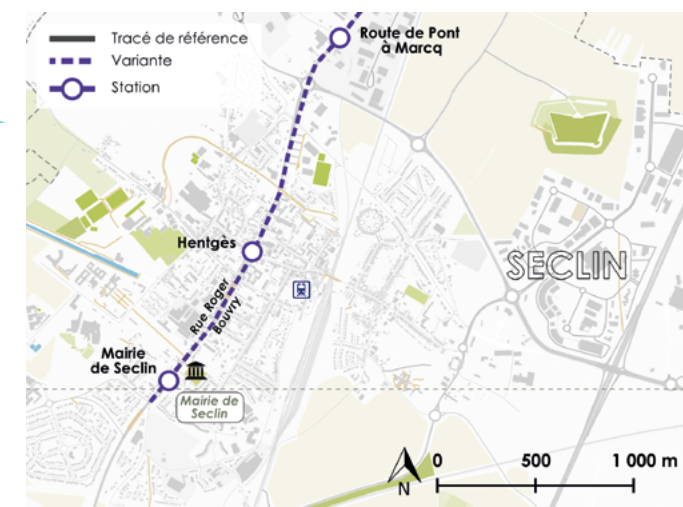 Tracé de référence
Variante
Station
Route de Pont
à Marcq
SECLIN
Hentgès
Rue Roger
Bouvry
Mairie
de Seclin
Mairie de
Seclin
N
0 500 1 000 m